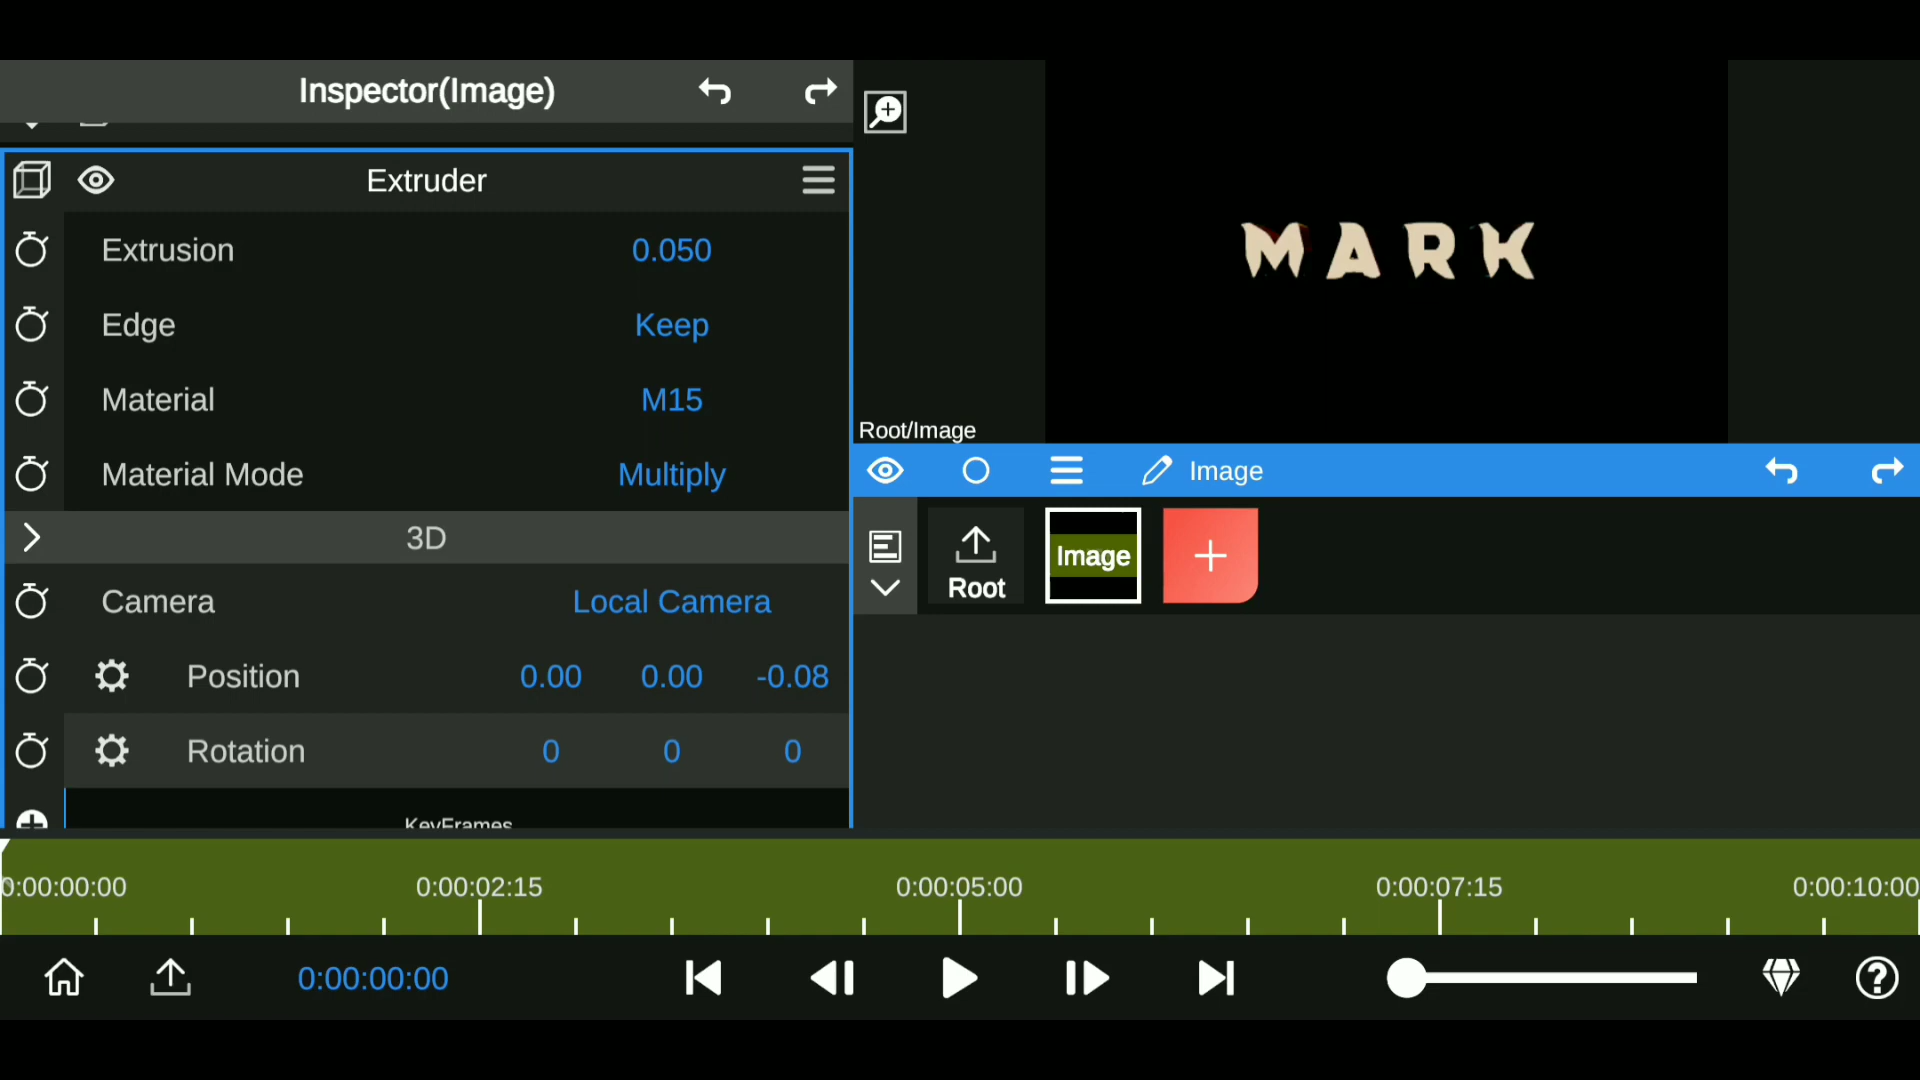 Inspector(Image)
Extruder
Extrusion 0.050
Edge Keep
Material M15
Material Mode Multiply
3D
Camera Local Camera
Position 0.00 0.00 -0.08
Rotation 0 0 0
KeyFrames
MARK
Root/Image
Image
Root
Image
0:00:00:00 0:00:02:15 0:00:05:00 0:00:07:15 0:00:10:00
0:00:00:00